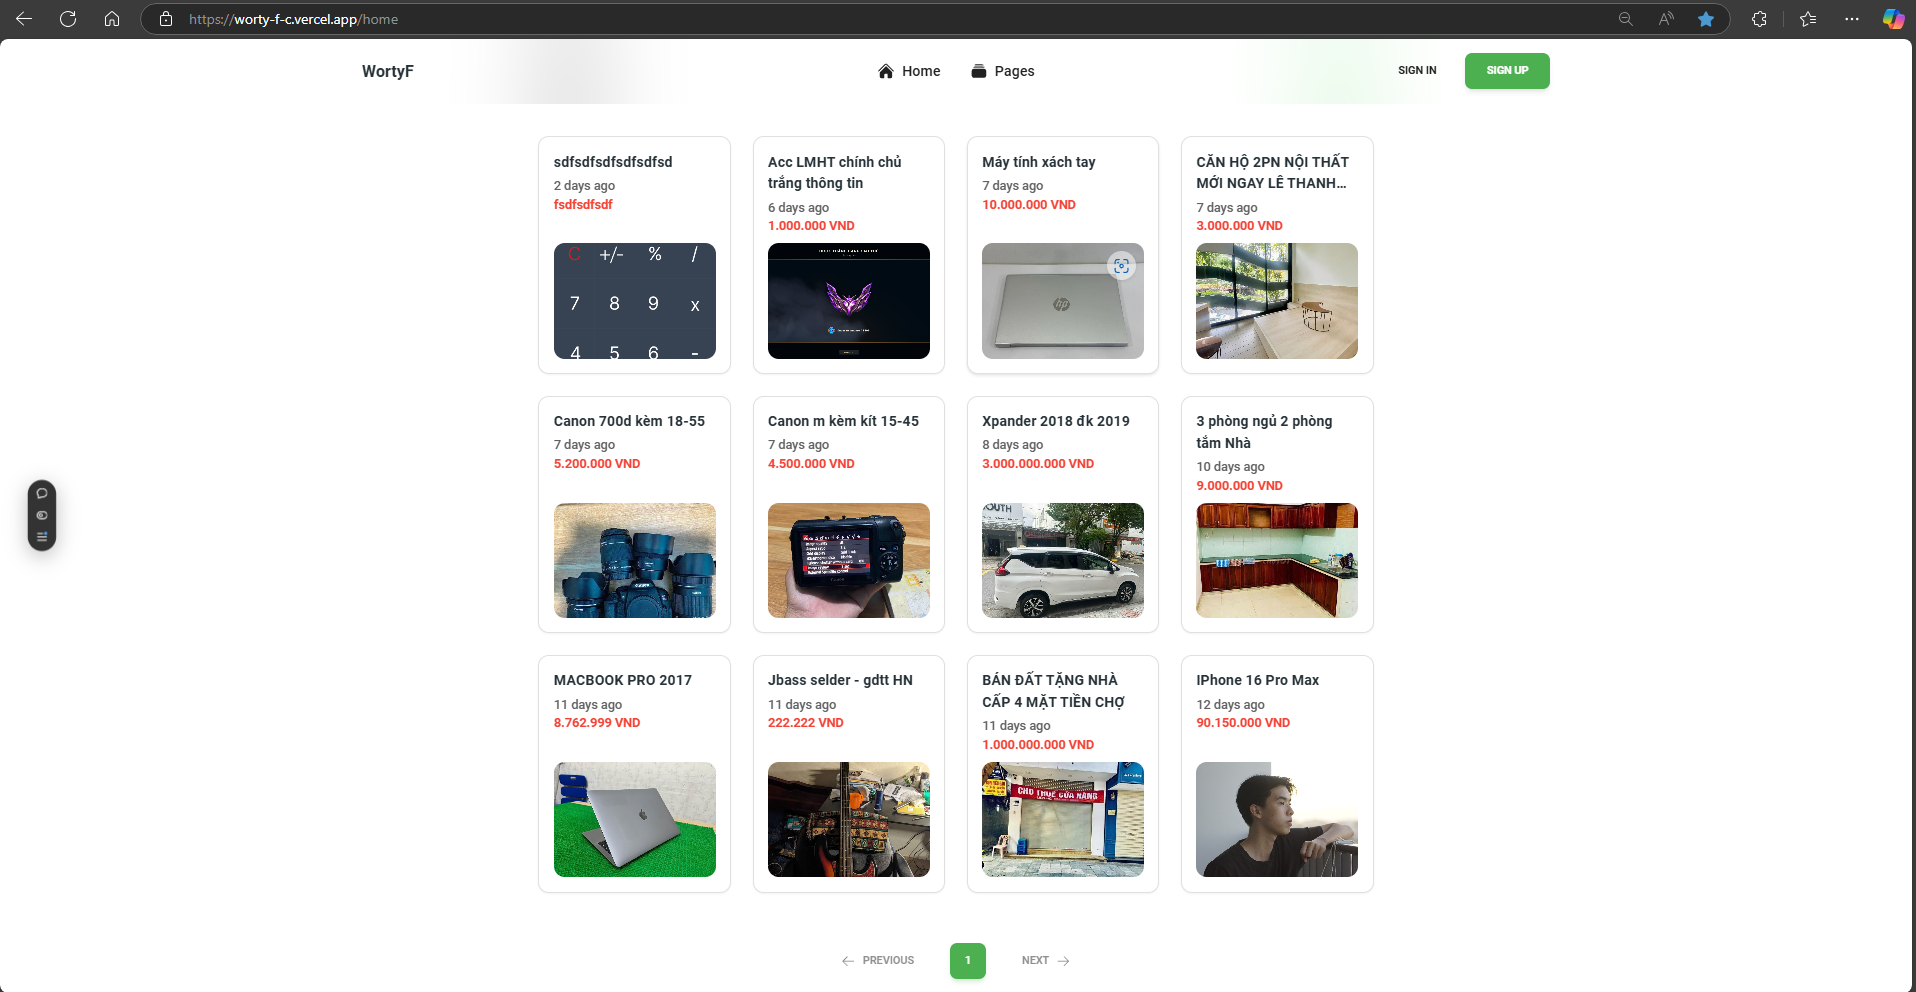 https://worty-f-c.vercel.app/home
WortyF
Home
Pages
SIGN IN
SIGN UP
sdfsdfsdfsdfsdfsd
2 days ago
fsdfsdfsdf
C +/- % /
7 8 9 x
4 5 6 -
Acc LMHT chính chủ
trắng thông tin
6 days ago
1.000.000 VND
Máy tính xách tay
7 days ago
10.000.000 VND
hp
CĂN HỘ 2PN NỘI THẤT
MỚI NGAY LÊ THANH...
7 days ago
3.000.000 VND
Canon 700d kèm 18-55
7 days ago
5.200.000 VND
Canon m kèm kít 15-45
7 days ago
4.500.000 VND
Xpander 2018 đk 2019
8 days ago
3.000.000.000 VND
OUTH
3 phòng ngủ 2 phòng
tắm Nhà
10 days ago
9.000.000 VND
MACBOOK PRO 2017
11 days ago
8.762.999 VND
Jbass selder - gdtt HN
11 days ago
222.222 VND
BÁN ĐẤT TẶNG NHÀ
CẤP 4 MẶT TIỀN CHỢ
11 days ago
1.000.000.000 VND
CHO THUÊ CỬA HÀNG
IPhone 16 Pro Max
12 days ago
90.150.000 VND
PREVIOUS
1
NEXT